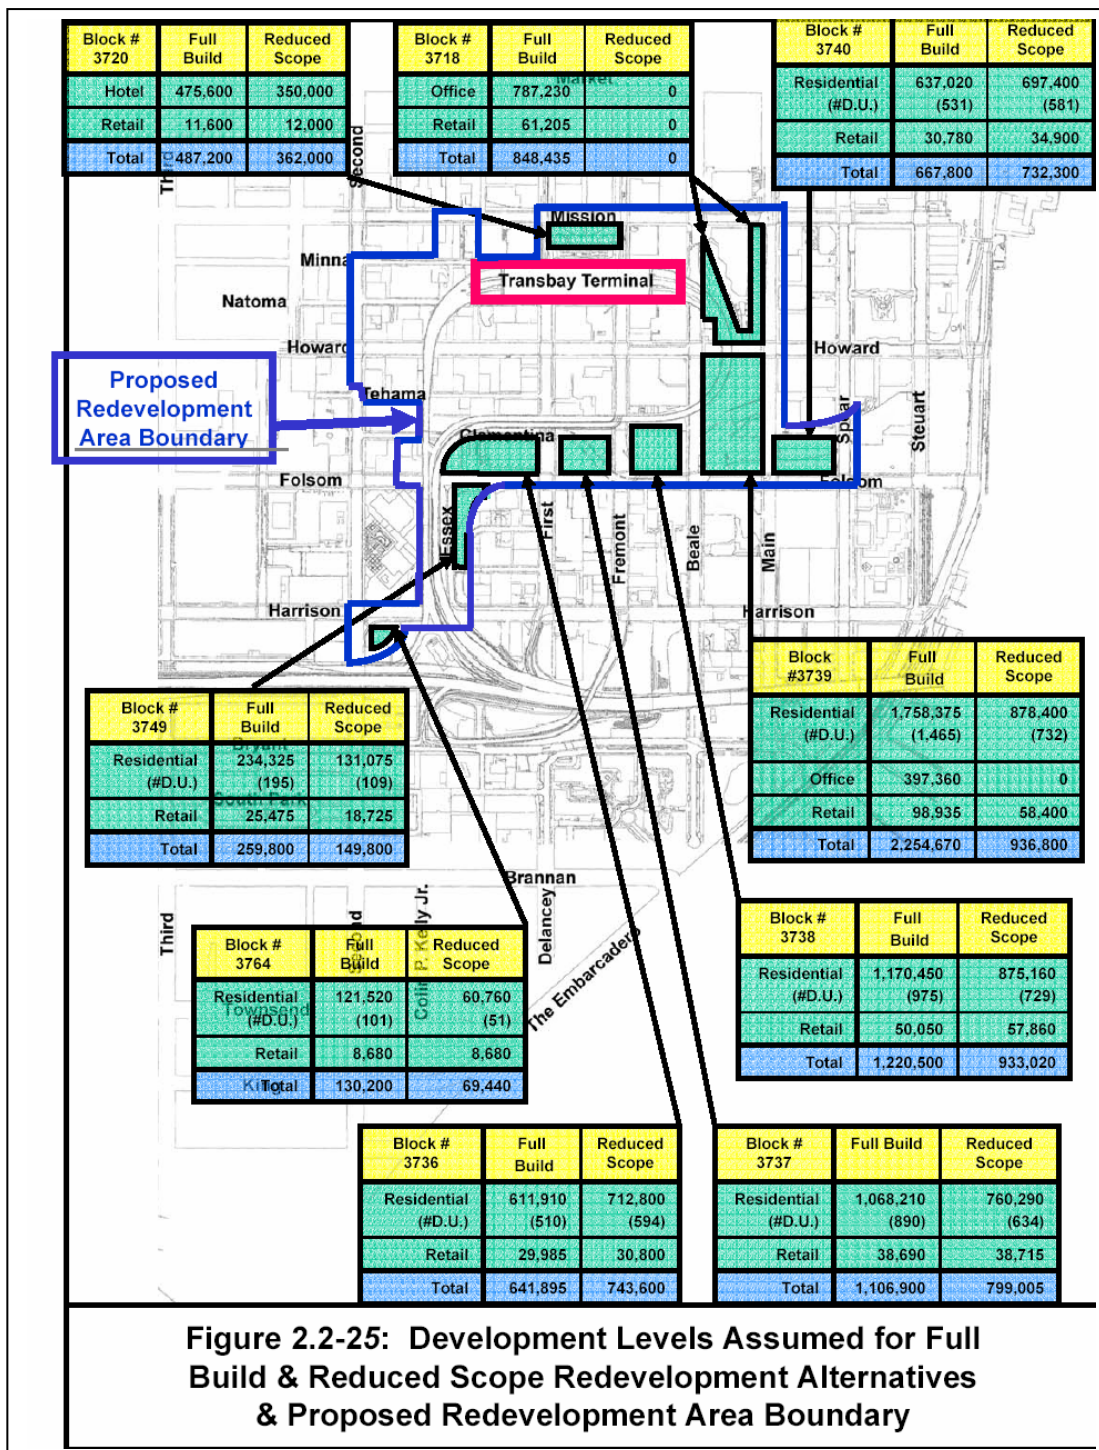 Block # 3720 Full Build Reduced Scope
Hotel 475,600 350,000
Retail 11,600 12,000
Total 487,200 362,000
Block # 3718 Full Build Reduced Scope
Office 787,230 0
Retail 61,205 0
Total 848,435 0
Block # 3740 Full Build Reduced Scope
Residential 637,020 697,400
(#D.U.) (531) (581)
Retail 30,780 34,900
Total 667,800 732,300
Market
Third
Second
Mission
Minna
Transbay Terminal
Natoma
Howard
Howard
Proposed
Redevelopment
Area Boundary
Tehama
Clementina
Spear
Steuart
Folsom
Folsom
Essex
First
Fremont
Beale
Main
Harrison
Harrison
Block #3739 Full Build Reduced Scope
Residential 1,758,375 878,400
(#D.U.) (1,465) (732)
Office 397,360 0
Retail 98,935 58,400
Total 2,254,670 936,800
Block # 3749 Full Build Reduced Scope
Bryant
Residential 234,325 131,075
(#D.U.) (195) (109)
South Park
Retail 25,475 18,725
Total 259,800 149,800
Brannan
Third
Second
Colin P. Kelly Jr.
Delancey
The Embarcadero
Block # 3738 Full Build Reduced Scope
Residential 1,170,450 875,160
(#D.U.) (975) (729)
Retail 50,050 57,860
Total 1,220,500 933,020
Block # 3764 Full Build Reduced Scope
Residential 121,520 60,760
(#D.U.) (101) (51)
Townsend
Retail 8,680 8,680
King
Total 130,200 69,440
Block # 3736 Full Build Reduced Scope
Residential 611,910 712,800
(#D.U.) (510) (594)
Retail 29,985 30,800
Total 641,895 743,600
Block # 3737 Full Build Reduced Scope
Residential 1,068,210 760,290
(#D.U.) (890) (634)
Retail 38,690 38,715
Total 1,106,900 799,005
Figure 2.2-25: Development Levels Assumed for Full
Build & Reduced Scope Redevelopment Alternatives
& Proposed Redevelopment Area Boundary